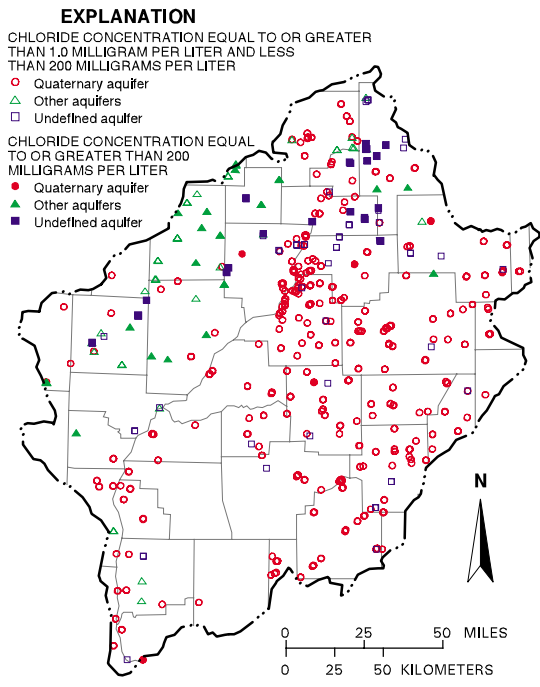 EXPLANATION
CHLORIDE CONCENTRATION EQUAL TO OR GREATER
THAN 1.0 MILLIGRAM PER LITER AND LESS
THAN 200 MILLIGRAMS PER LITER
Quaternary aquifer
Other aquifers
Undefined aquifer
CHLORIDE CONCENTRATION EQUAL
TO OR GREATER THAN 200
MILLIGRAMS PER LITER
Quaternary aquifer
Other aquifers
Undefined aquifer
N
0 25 50 MILES
0 25 50 KILOMETERS